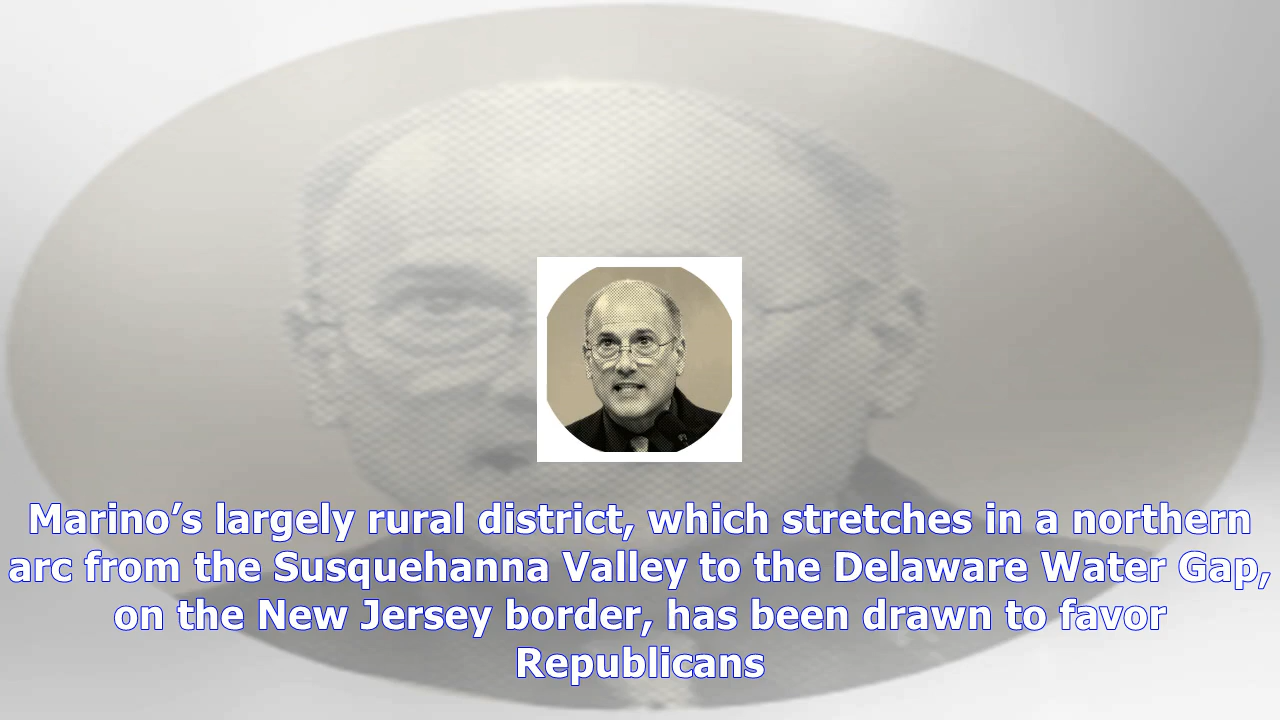 Marino’s largely rural district, which stretches in a northern
arc from the Susquehanna Valley to the Delaware Water Gap,
on the New Jersey border, has been drawn to favor
Republicans